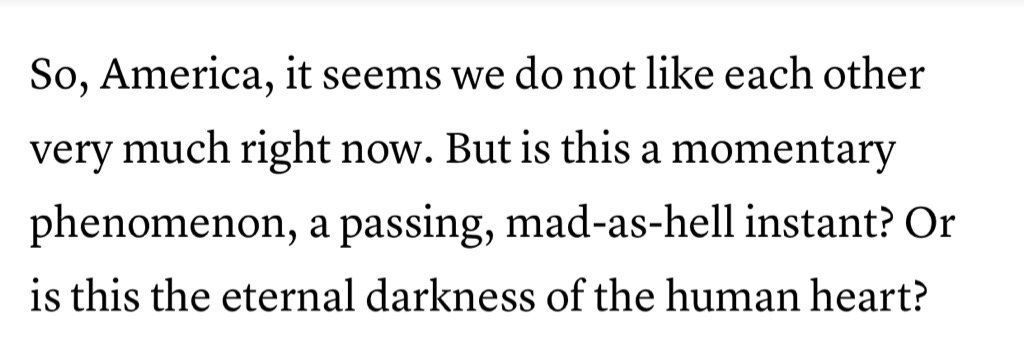 So, America, it seems we do not like each other
very much right now. But is this a momentary
phenomenon, a passing, mad-as-hell instant? Or
is this the eternal darkness of the human heart?